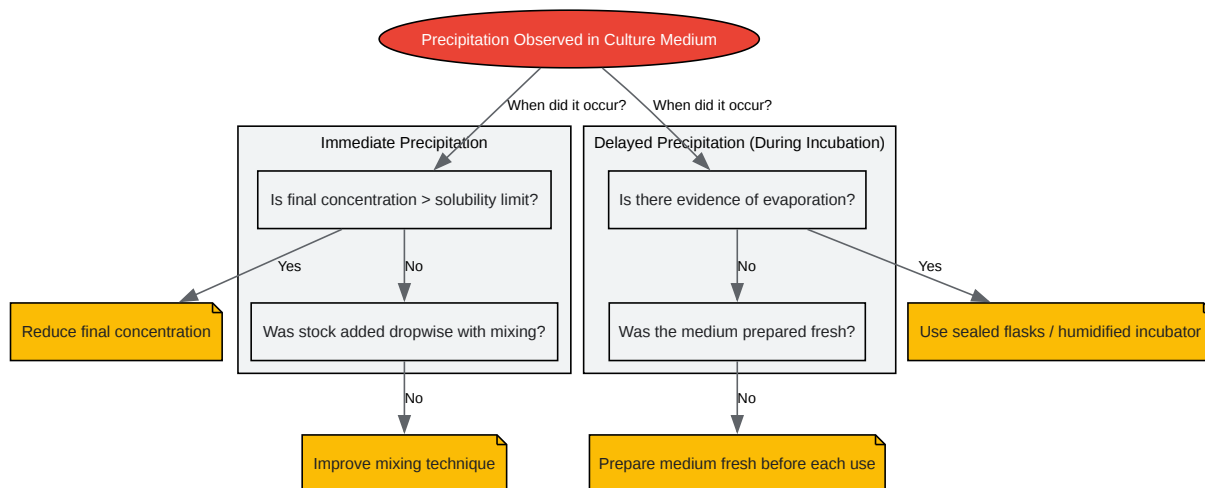 Precipitation Observed in Culture Medium
When did it occur?
When did it occur?
Immediate Precipitation
Delayed Precipitation (During Incubation)
Is final concentration > solubility limit?
Is there evidence of evaporation?
Yes
No
No
Yes
Reduce final concentration
Was stock added dropwise with mixing?
Was the medium prepared fresh?
Use sealed flasks / humidified incubator
No
No
Improve mixing technique
Prepare medium fresh before each use